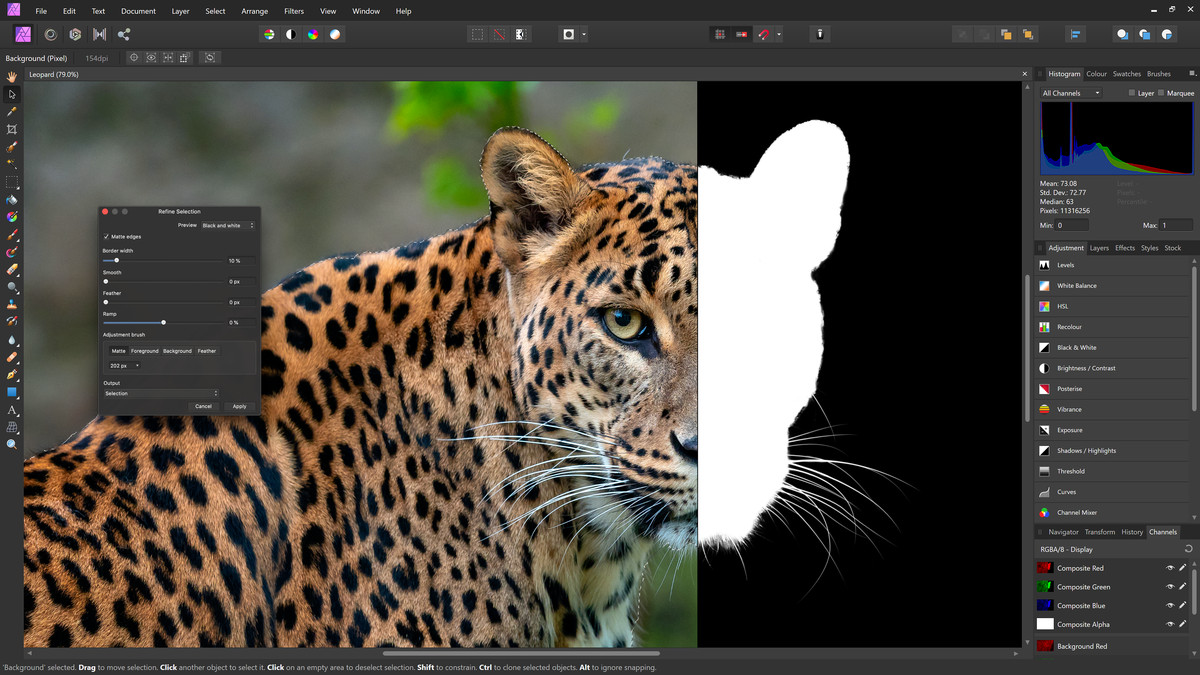 File Edit Text Document Layer Select Arrange Filters View Window Help
Background (Pixel) 154dpi
Leopard (79.0%)
Histogram Colour Swatches Brushes
All Channels Layer Marquee
Mean: 73.08
Std. Dev.: 72.77
Median: 63
Pixels: 11316256
Min: 0 Max: 1
Refine Selection
Preview Black and white
Matte edges
Border width
10 %
Smooth
0 px
Feather
0 px
Ramp
0 %
Adjustment brush
Matte Foreground Background Feather
202 px
Output
Selection
Cancel Apply
Adjustment Layers Effects Styles Stock
Levels
White Balance
HSL
Recolour
Black & White
Brightness / Contrast
Posterise
Vibrance
Exposure
Shadows / Highlights
Threshold
Curves
Channel Mixer
Navigator Transform History Channels
RGBA/8 - Display
Composite Red
Composite Green
Composite Blue
Composite Alpha
Background Red
'Background' selected. Drag to move selection. Click another object to select it. Click on an empty area to deselect selection. Shift to constrain. Ctrl to clone selected objects. Alt to ignore snapping.